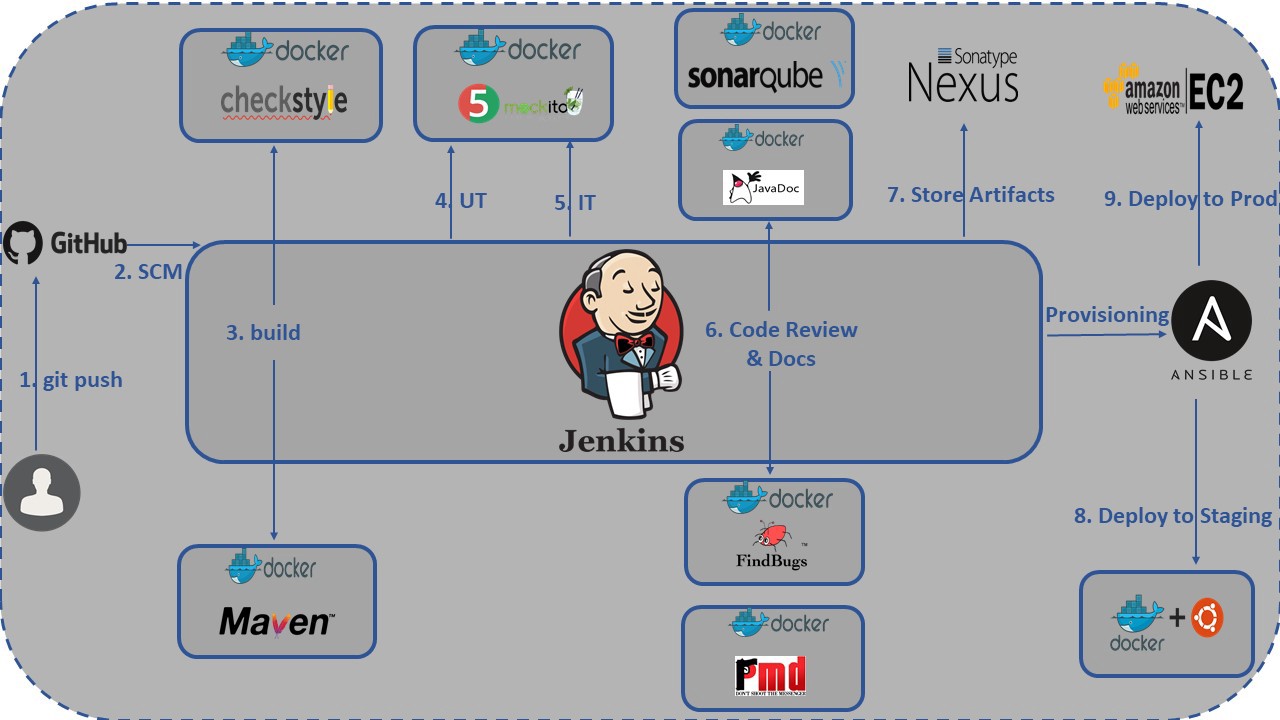 docker
checkstyle
docker
5 mockito
docker
sonarqube
docker
JavaDoc
Sonatype
Nexus
amazon
webservices™
EC2
4. UT
5. IT
7. Store Artifacts
9. Deploy to Prod
GitHub
2. SCM
3. build
6. Code Review
& Docs
Jenkins
Provisioning
A
ANSIBLE
1. git push
8. Deploy to Staging
docker
Maven™
docker
FindBugs™
docker
Pmd
DON'T SHOOT THE MESSENGER
docker
+